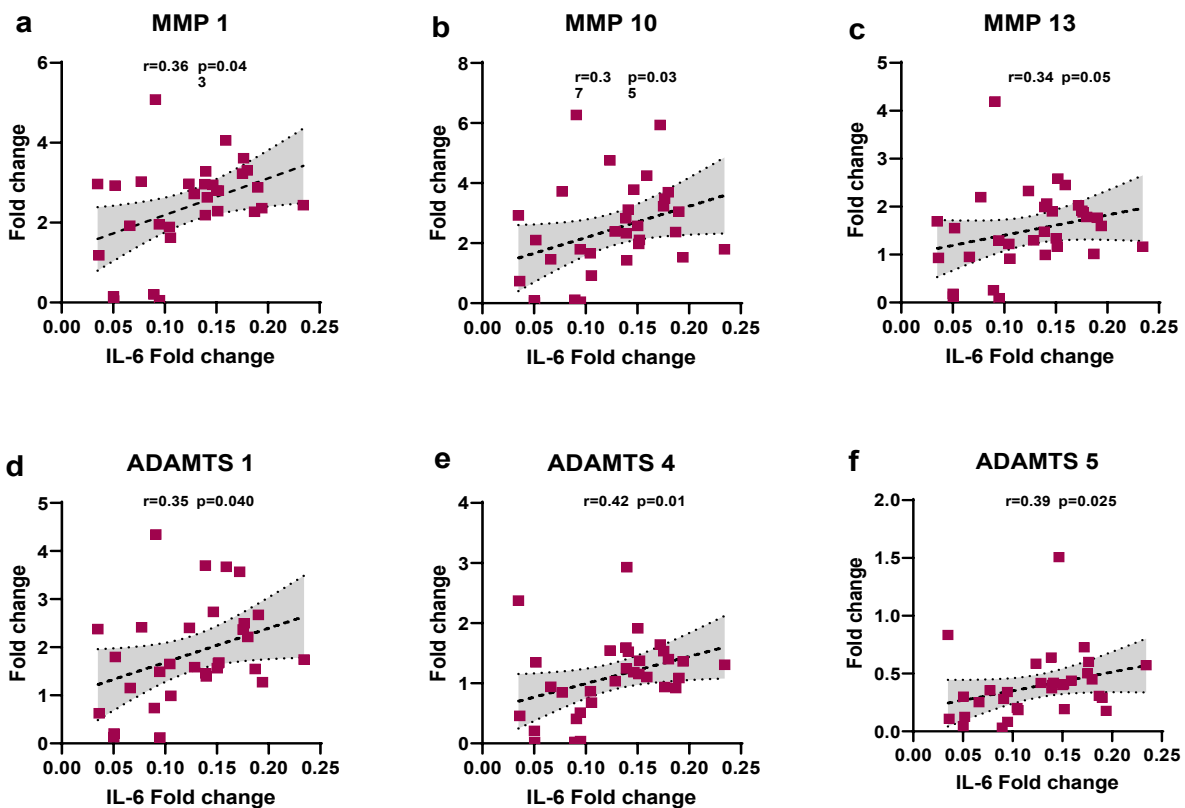 a
MMP 1
r=0.36 p=0.04
3
6
4
2
0
Fold change
0.00 0.05 0.10 0.15 0.20 0.25
IL-6 Fold change
b
MMP 10
r=0.3 p=0.03
7 5
8
6
4
2
0
Fold change
0.00 0.05 0.10 0.15 0.20 0.25
IL-6 Fold change
c
MMP 13
r=0.34 p=0.05
5
4
3
2
1
0
Fold change
0.00 0.05 0.10 0.15 0.20 0.25
IL-6 Fold change
d
ADAMTS 1
r=0.35 p=0.040
5
4
3
2
1
0
Fold change
0.00 0.05 0.10 0.15 0.20 0.25
IL-6 Fold change
e
ADAMTS 4
r=0.42 p=0.01
4
3
2
1
0
Fold change
0.00 0.05 0.10 0.15 0.20 0.25
IL-6 Fold change
f
ADAMTS 5
r=0.39 p=0.025
2.0
1.5
1.0
0.5
0.0
Fold change
0.00 0.05 0.10 0.15 0.20 0.25
IL-6 Fold change